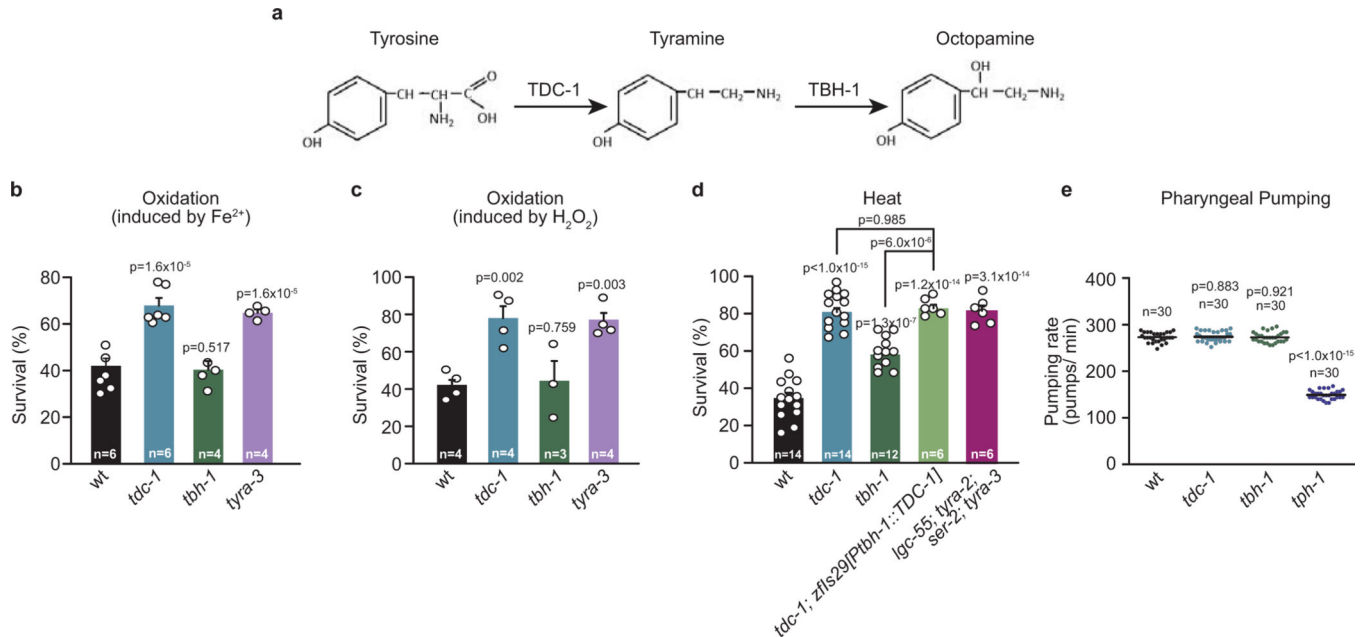 a
Tyrosine
Tyramine
Octopamine
CH
CH
C
O
OH
NH₂
OH
TDC-1
CH
CH₂
NH₂
OH
TBH-1
OH
CH
CH₂
NH₂
OH
b
Oxidation
(induced by Fe²⁺)
Survival (%)
80
60
40
20
0
p=1.6x10⁻⁵
p=0.517
p=1.6x10⁻⁵
n=6
n=6
n=4
n=4
wt
tdc-1
tbh-1
tyra-3
c
Oxidation
(induced by H₂O₂)
Survival (%)
100
80
60
40
20
0
p=0.002
p=0.759
p=0.003
n=4
n=4
n=3
n=4
wt
tdc-1
tbh-1
tyra-3
d
Heat
Survival (%)
100
80
60
40
20
0
p=0.985
p=6.0x10⁻⁶
p<1.0x10⁻¹⁵
p=1.3x10⁻⁷
p=1.2x10⁻¹⁴
p=3.1x10⁻¹⁴
n=14
n=14
n=12
n=6
n=6
wt
tdc-1
tbh-1
tdc-1; zfIs29[Ptbh-1::TDC-1]
lgc-55; tyra-2;
ser-2; tyra-3
e
Pharyngeal Pumping
Pumping rate
(pumps/ min)
400
300
200
100
0
n=30
p=0.883
n=30
p=0.921
n=30
p<1.0x10⁻¹⁵
n=30
wt
tdc-1
tbh-1
tph-1